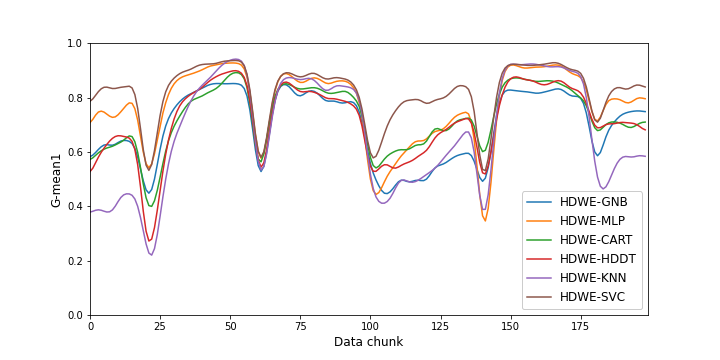 1.0
0.8
0.6
0.4
0.2
0.0
G-mean1
0 25 50 75 100 125 150 175
Data chunk
HDWE-GNB
HDWE-MLP
HDWE-CART
HDWE-HDDT
HDWE-KNN
HDWE-SVC